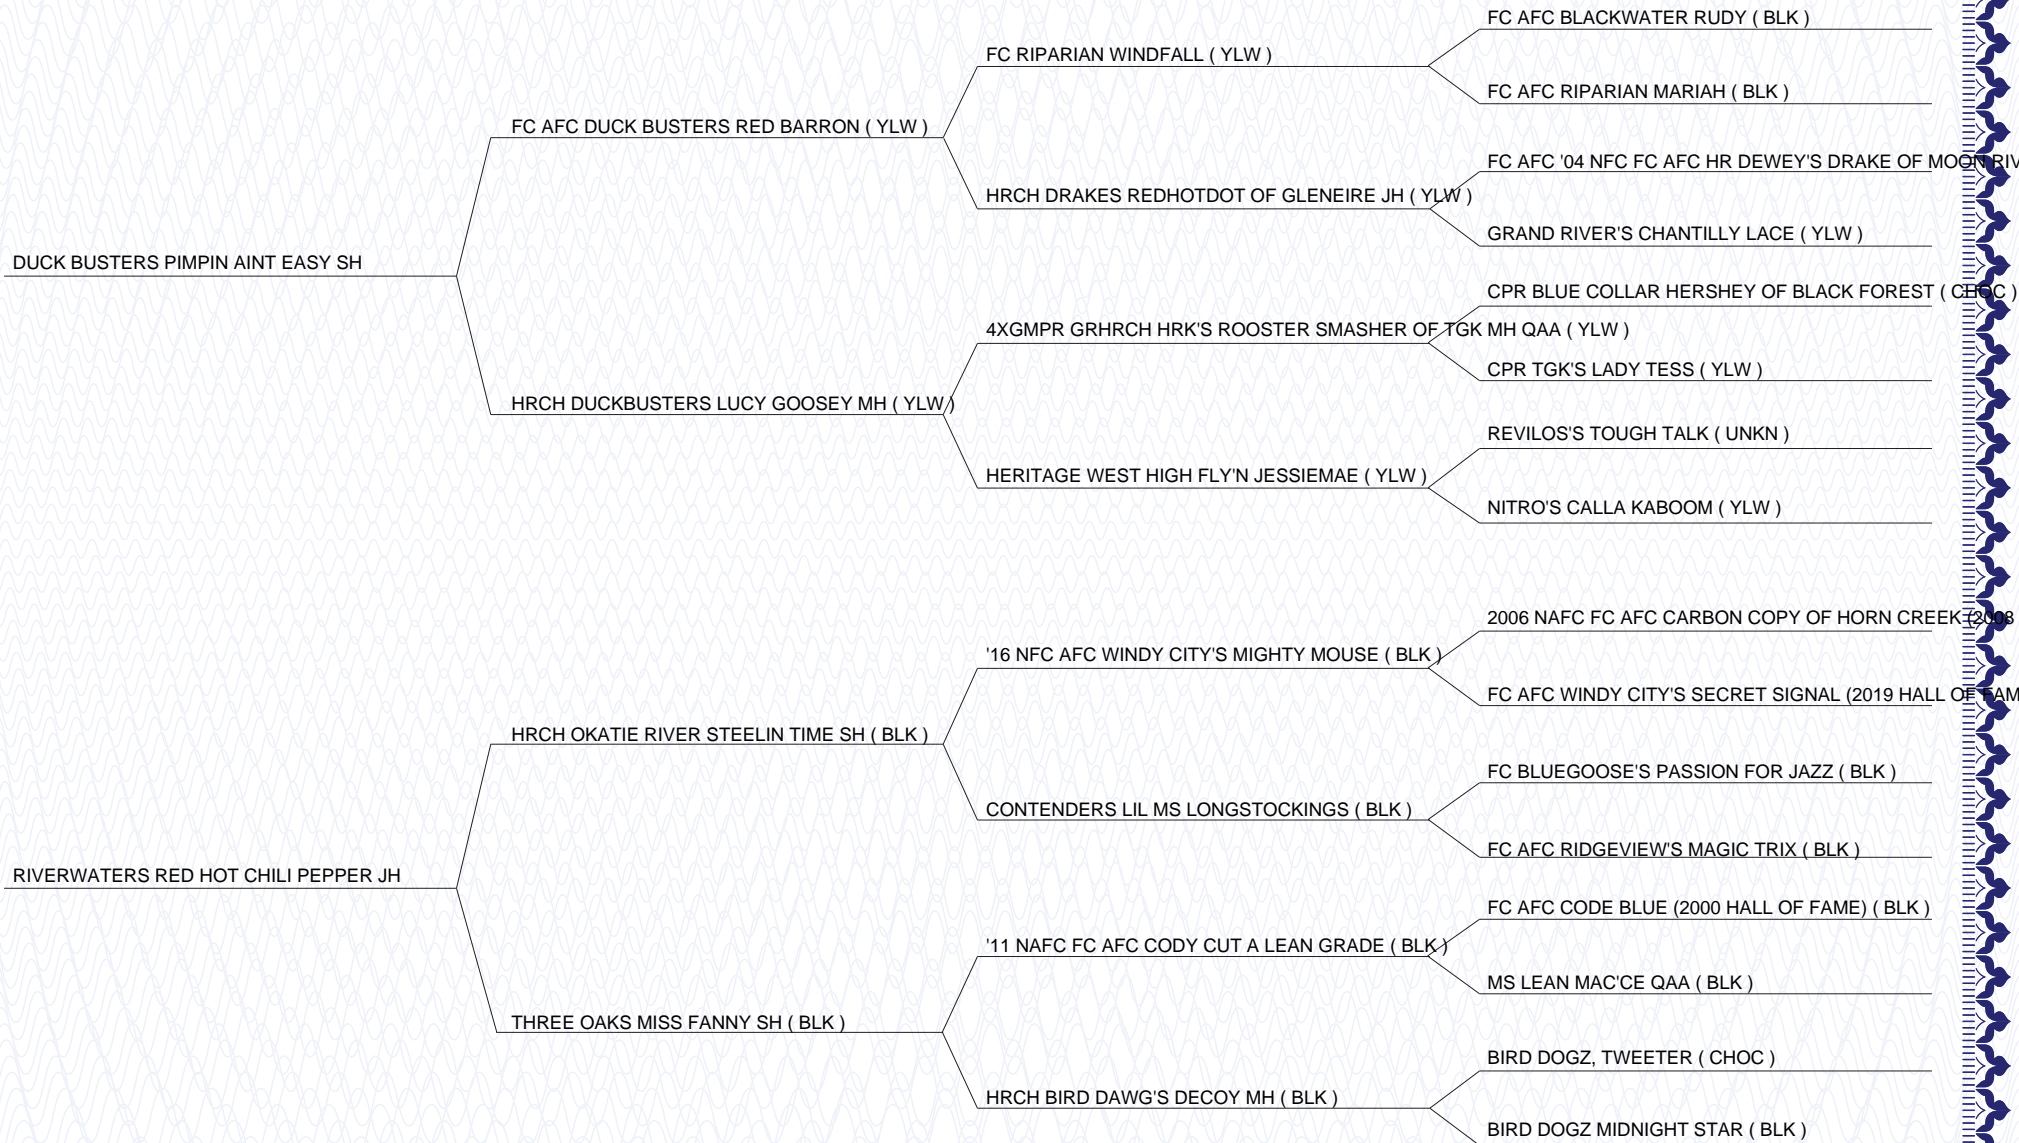 FC AFC BLACKWATER RUDY ( BLK )
FC RIPARIAN WINDFALL ( YLW )
FC AFC RIPARIAN MARIAH ( BLK )
FC AFC DUCK BUSTERS RED BARRON ( YLW )
FC AFC '04 NFC FC AFC HR DEWEY'S DRAKE OF MOON RIV
HRCH DRAKES REDHOTDOT OF GLENEIRE JH ( YLW )
GRAND RIVER'S CHANTILLY LACE ( YLW )
DUCK BUSTERS PIMPIN AINT EASY SH
CPR BLUE COLLAR HERSHEY OF BLACK FOREST ( CHOC )
4XGMPR GRHRCH HRK'S ROOSTER SMASHER OF TGK MH QAA ( YLW )
CPR TGK'S LADY TESS ( YLW )
HRCH DUCKBUSTERS LUCY GOOSEY MH ( YLW )
REVILOS'S TOUGH TALK ( UNKN )
HERITAGE WEST HIGH FLY'N JESSIEMAE ( YLW )
NITRO'S CALLA KABOOM ( YLW )
2006 NAFC FC AFC CARBON COPY OF HORN CREEK (2008
'16 NFC AFC WINDY CITY'S MIGHTY MOUSE ( BLK )
FC AFC WINDY CITY'S SECRET SIGNAL (2019 HALL OF FAM
HRCH OKATIE RIVER STEELIN TIME SH ( BLK )
FC BLUEGOOSE'S PASSION FOR JAZZ ( BLK )
CONTENDERS LIL MS LONGSTOCKINGS ( BLK )
FC AFC RIDGEVIEW'S MAGIC TRIX ( BLK )
RIVERWATERS RED HOT CHILI PEPPER JH
FC AFC CODE BLUE (2000 HALL OF FAME) ( BLK )
'11 NAFC FC AFC CODY CUT A LEAN GRADE ( BLK )
MS LEAN MAC'CE QAA ( BLK )
THREE OAKS MISS FANNY SH ( BLK )
BIRD DOGZ, TWEETER ( CHOC )
HRCH BIRD DAWG'S DECOY MH ( BLK )
BIRD DOGZ MIDNIGHT STAR ( BLK )